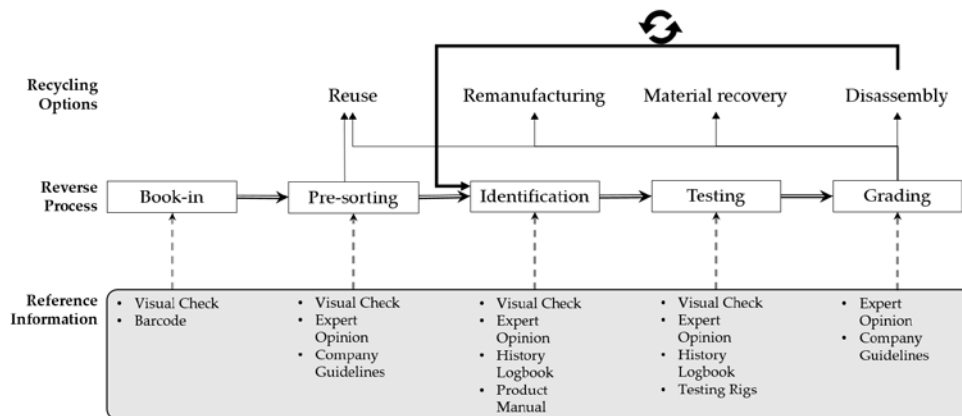 Recycling
Options
Reuse
Remanufacturing
Material recovery
Disassembly
Reverse
Process
Book-in
Pre-sorting
Identification
Testing
Grading
Reference
Information
• Visual Check
• Barcode
• Visual Check
• Expert
Opinion
• Company
Guidelines
• Visual Check
• Expert
Opinion
• History
Logbook
• Product
Manual
• Visual Check
• Expert
Opinion
• History
Logbook
• Testing Rigs
• Expert
Opinion
• Company
Guidelines